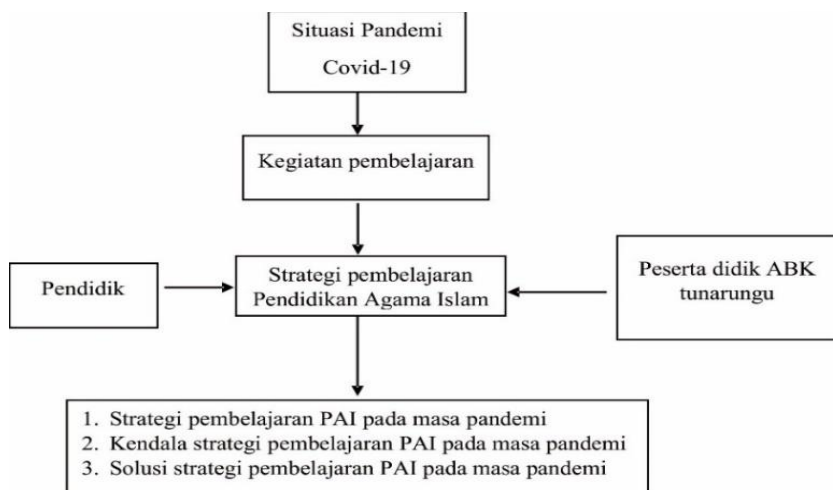 Situasi Pandemi
Covid-19
Kegiatan pembelajaran
Pendidik
Strategi pembelajaran
Pendidikan Agama Islam
Peserta didik ABK
tunarungu
1. Strategi pembelajaran PAI pada masa pandemi
2. Kendala strategi pembelajaran PAI pada masa pandemi
3. Solusi strategi pembelajaran PAI pada masa pandemi